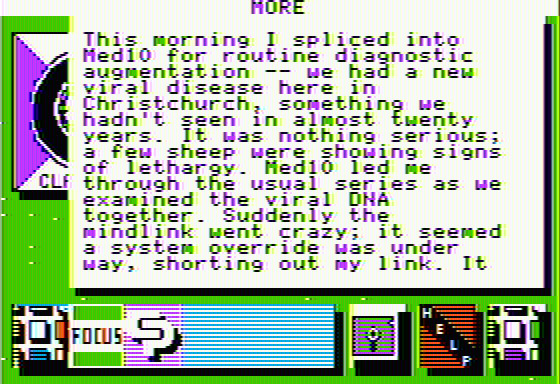 MORE
This morning I spliced into
Med10 for routine diagnostic
augmentation -- we had a new
viral disease here in
Christchurch, something we
hadn't seen in almost twenty
years. It was nothing serious;
a few sheep were showing signs
of lethargy. Med10 led me
through the usual series as we
examined the viral DNA
together. Suddenly the
mindlink went crazy; it seemed
a system override was under
way, shorting out my link. It
FOCUS
HELP